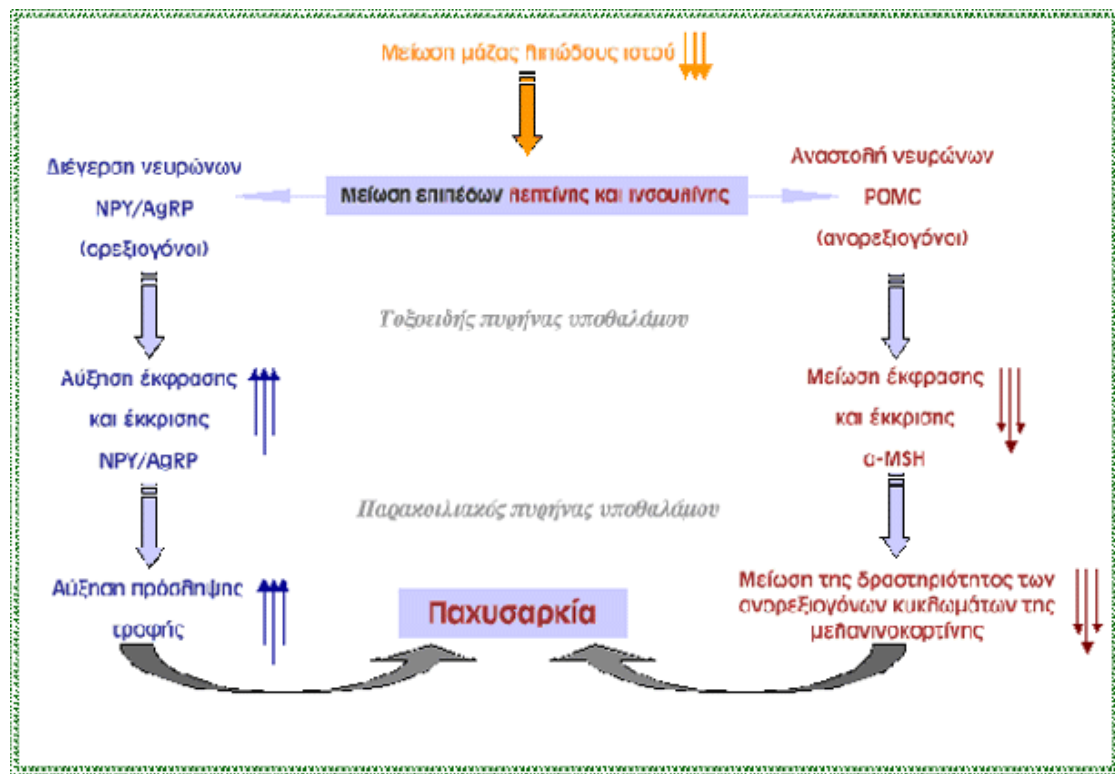 Μείωση μάζας λιπώδους ιστού
Διέγερση νευρώνων
NPY/AgRP
(ορεξιογόνοι)
Μείωση επιπέδων λεπτίνης και ινσουλίνης
Αναστολή νευρώνων
POMC
(ανορεξιογόνοι)
Τοξοειδής πυρήνας υποθαλάμου
Αύξηση έκφρασης
και έκκρισης
NPY/AgRP
Μείωση έκφρασης
και έκκρισης
α-MSH
Παρακοιλιακός πυρήνας υποθαλάμου
Αύξηση πρόσληψης
τροφής
Παχυσαρκία
Μείωση της δραστηριότητος των
ανορεξιογόνων κυκλωμάτων της
μελανινοκορτίνης